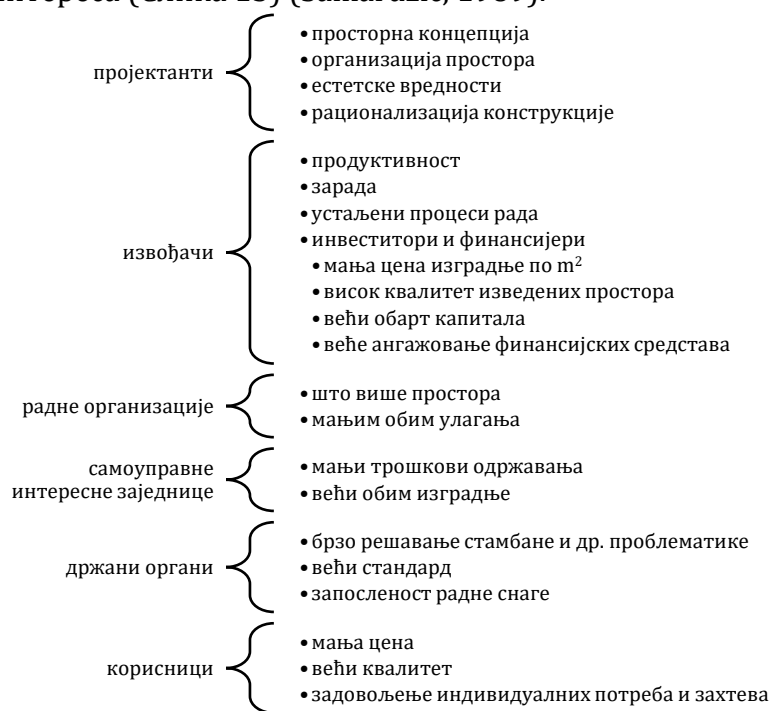 пројектанти
• просторна концепција
• организација простора
• естетске вредности
• рационализација конструкције
извођачи
• продуктивност
• зарада
• устаљени процеси рада
• инвеститори и финансијери
• мања цена изградње по m²
• висок квалитет изведених простора
• већи обарт капитала
• веће ангажовање финансијских средстава
радне организације
• што више простора
• мањим обим улагања
самоуправне
интересне заједнице
• мањи трошкови одржавања
• већи обим изградње
држани органи
• брзо решавање стамбене и др. проблематике
• већи стандард
• запосленост радне снаге
корисници
• мања цена
• већи квалитет
• задовољење индивидуалних потреба и захтева